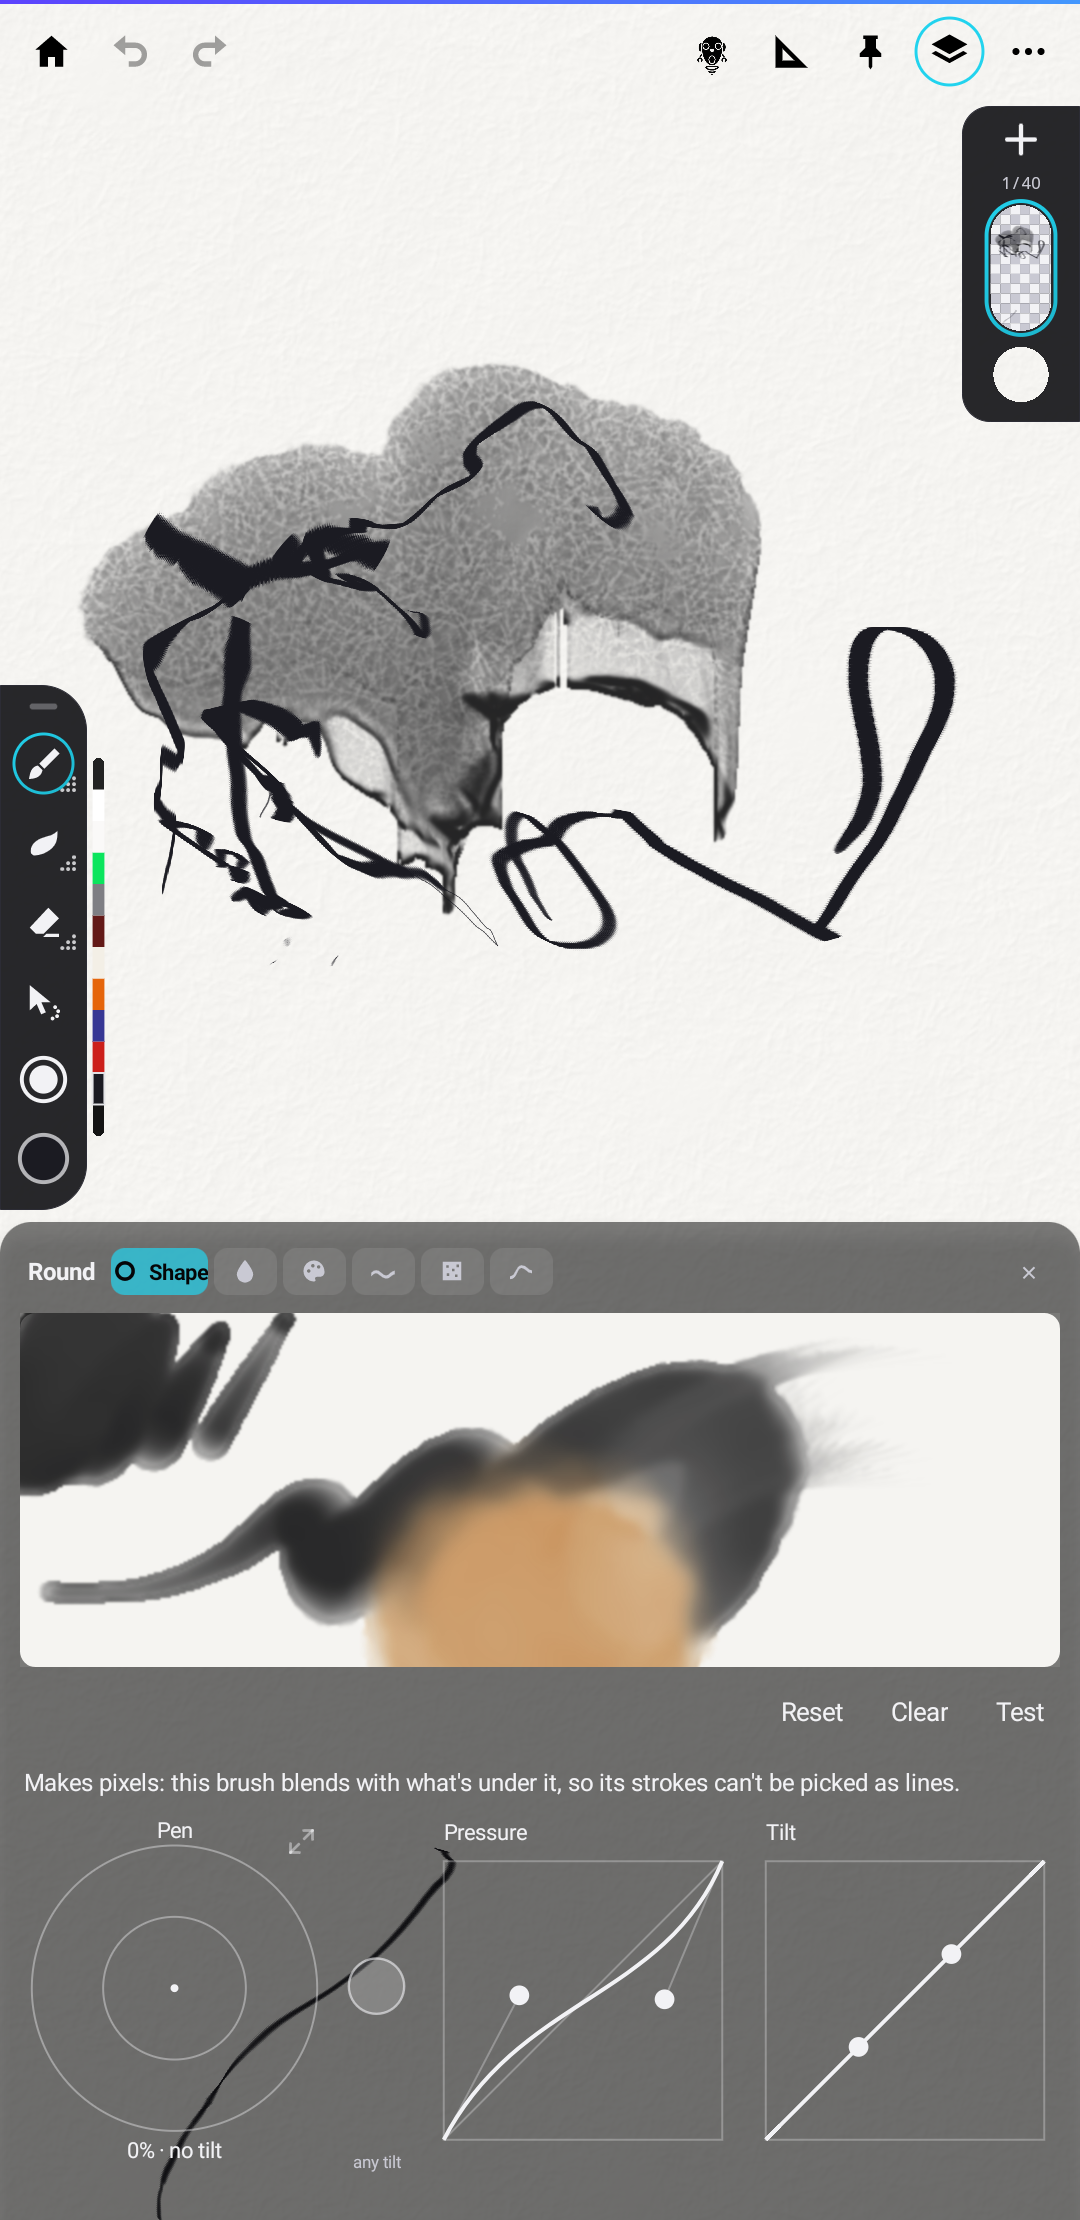 1/40
Round
Shape
Reset Clear Test
Makes pixels: this brush blends with what's under it, so its strokes can't be picked as lines.
Pen
Pressure
Tilt
0% · no tilt
any tilt